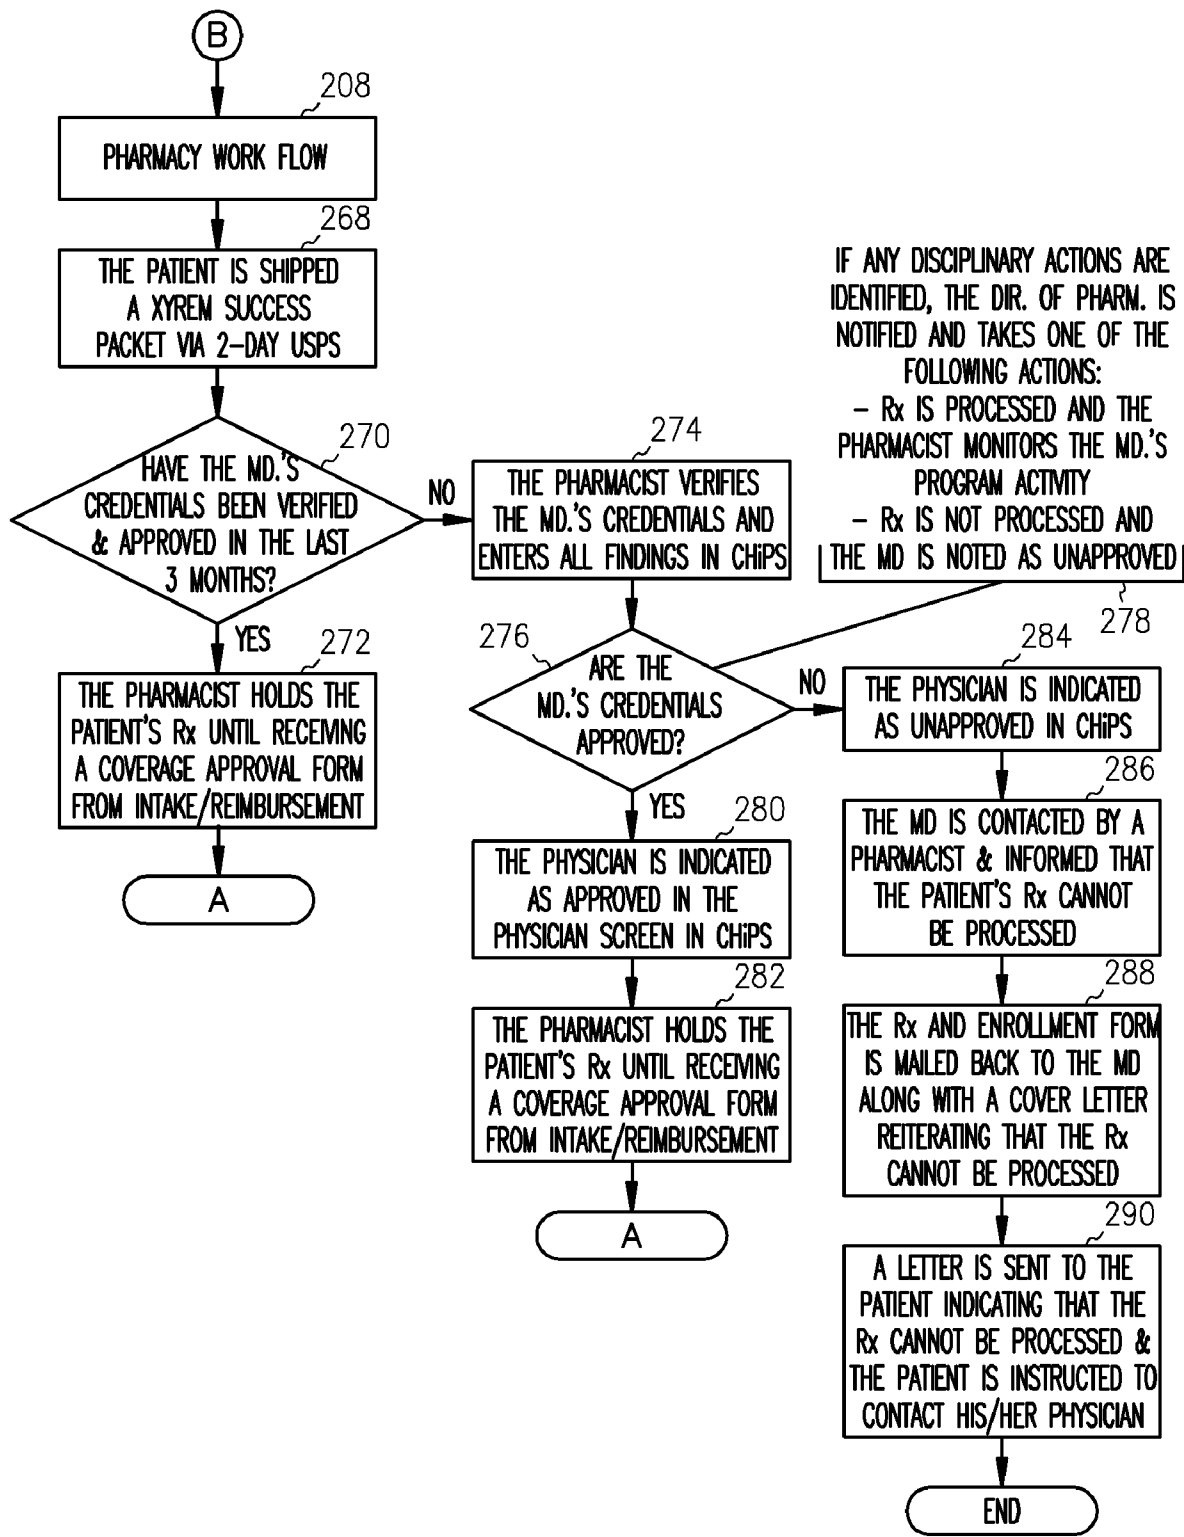 B
208
PHARMACY WORK FLOW
268
THE PATIENT IS SHIPPED
A XYREM SUCCESS
PACKET VIA 2-DAY USPS
270
HAVE THE MD.'S
CREDENTIALS BEEN VERIFIED
& APPROVED IN THE LAST
3 MONTHS?
NO
YES
272
THE PHARMACIST HOLDS THE
PATIENT'S Rx UNTIL RECEIVING
A COVERAGE APPROVAL FORM
FROM INTAKE/REIMBURSEMENT
A
274
THE PHARMACIST VERIFIES
THE MD.'S CREDENTIALS AND
ENTERS ALL FINDINGS IN CHiPS
276
ARE THE
MD.'S CREDENTIALS
APPROVED?
NO
YES
IF ANY DISCIPLINARY ACTIONS ARE
IDENTIFIED, THE DIR. OF PHARM. IS
NOTIFIED AND TAKES ONE OF THE
FOLLOWING ACTIONS:
- Rx IS PROCESSED AND THE
PHARMACIST MONITORS THE MD.'S
PROGRAM ACTIVITY
- Rx IS NOT PROCESSED AND
THE MD IS NOTED AS UNAPPROVED
278
280
THE PHYSICIAN IS INDICATED
AS APPROVED IN THE
PHYSICIAN SCREEN IN CHiPS
282
THE PHARMACIST HOLDS THE
PATIENT'S Rx UNTIL RECEIVING
A COVERAGE APPROVAL FORM
FROM INTAKE/REIMBURSEMENT
A
284
THE PHYSICIAN IS INDICATED
AS UNAPPROVED IN CHiPS
286
THE MD IS CONTACTED BY A
PHARMACIST & INFORMED THAT
THE PATIENT'S Rx CANNOT
BE PROCESSED
288
THE Rx AND ENROLLMENT FORM
IS MAILED BACK TO THE MD
ALONG WITH A COVER LETTER
REITERATING THAT THE Rx
CANNOT BE PROCESSED
290
A LETTER IS SENT TO THE
PATIENT INDICATING THAT THE
Rx CANNOT BE PROCESSED &
THE PATIENT IS INSTRUCTED TO
CONTACT HIS/HER PHYSICIAN
END